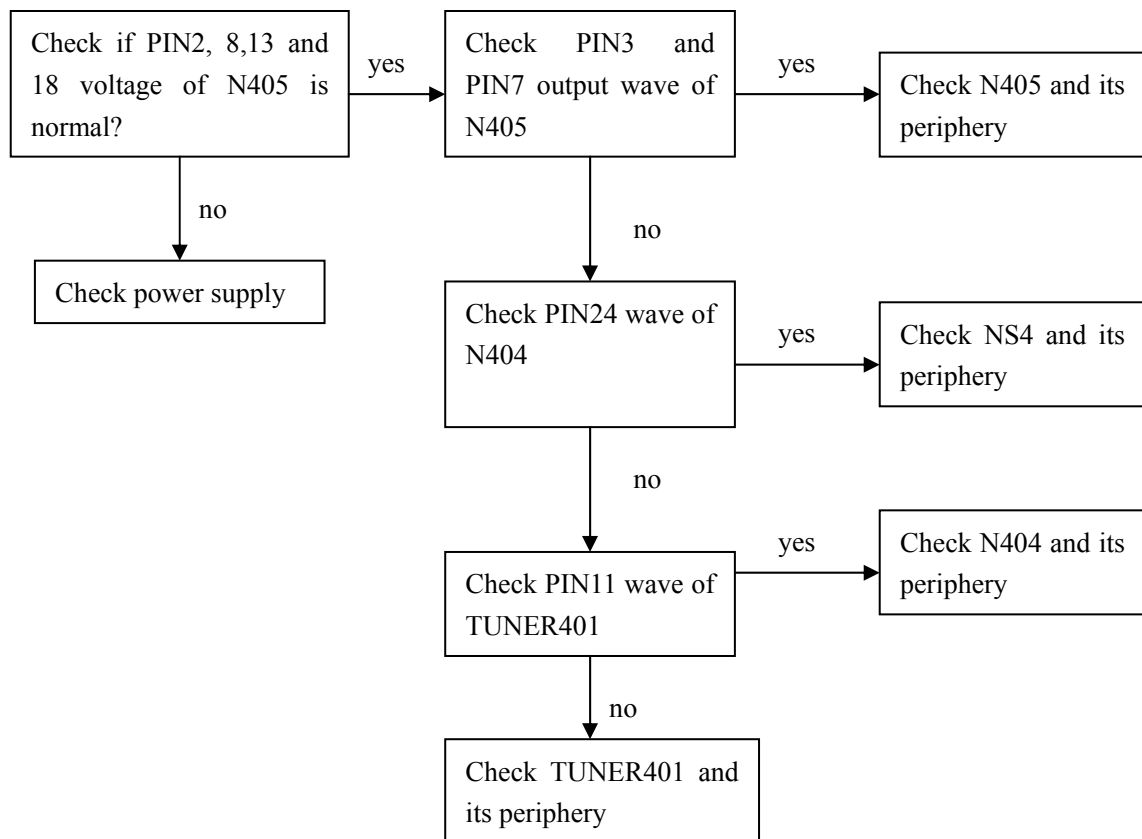 Check if PIN2, 8,13 and
18 voltage of N405 is
normal?
yes
Check PIN3 and
PIN7 output wave of
N405
yes
Check N405 and its
periphery
no
Check power supply
no
Check PIN24 wave of
N404
yes
Check NS4 and its
periphery
no
Check PIN11 wave of
TUNER401
yes
Check N404 and its
periphery
no
Check TUNER401 and
its periphery